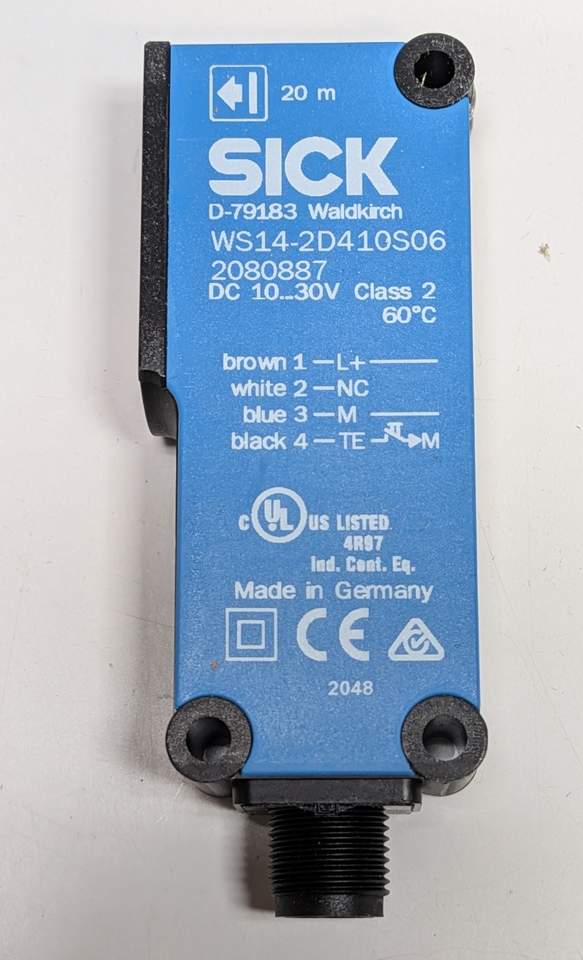 20 m
SICK
D-79183 Waldkirch
WS14-2D410S06
2080887
DC 10...30V Class 2
60°C
brown 1 — L+
white 2 — NC
blue 3 — M
black 4 — TE M
C UL US LISTED
4R97
Ind. Cont. Eq.
Made in Germany
CE
2048